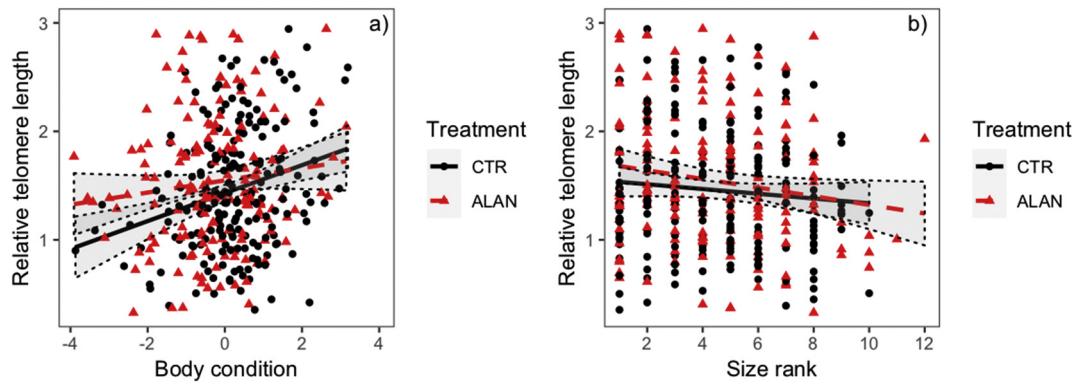 a)
Relative telomere length
3
2
1
-4
-2
0
2
4
Body condition
Treatment
CTR
ALAN
b)
Relative telomere length
3
2
1
2
4
6
8
10
12
Size rank
Treatment
CTR
ALAN